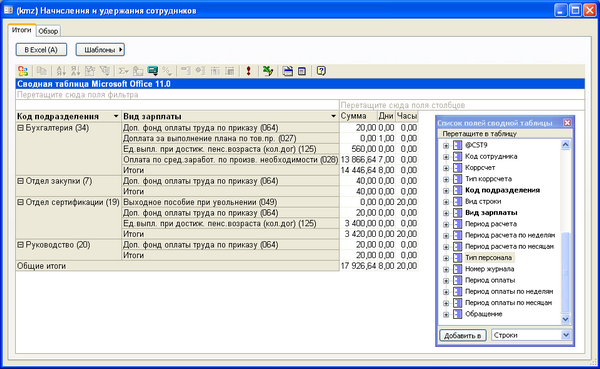 (kmz) Начисления и удержания сотрудников
Итоги Обзор
В Excel (A) Шаблоны
Сводная таблица Microsoft Office 11.0
Перетащите сюда поля фильтра
Перетащите сюда поля столбцов
Код подразделения Вид зарплаты Сумма Дни Часы
Бухгалтерия (34) Доп. фонд оплаты труда по приказу (064) 20,00 0,00 0,00
Доплата за выполнение плана по тов.пр. (027) 0,00 1,00 0,00
Ед.выпл. при достиж. пенс.возраста (кол.дог) (125) 560,00 0,00 0,00
Оплата по сред.заработ. по произв. необходимости (028) 13 866,64 7,00 0,00
Итоги 14 446,64 8,00 0,00
Отдел закупки (7) Доп. фонд оплаты труда по приказу (064) 40,00 0,00 0,00
Итоги 40,00 0,00 0,00
Отдел сертификации (19) Выходное пособие при увольнении (049) 0,00 0,00 20,00
Доп. фонд оплаты труда по приказу (064) 20,00 0,00 0,00
Ед.выпл. при достиж. пенс.возраста (кол.дог) (125) 3 400,00 0,00 0,00
Итоги 3 420,00 0,00 20,00
Руководство (20) Доп. фонд оплаты труда по приказу (064) 20,00 0,00 0,00
Итоги 20,00 0,00 0,00
Общие итоги 17 926,64 8,00 20,00
Список полей сводной таблицы
Перетащите в таблицу
@CST9
Код сотрудника
Коррсчет
Тип коррсчета
Код подразделения
Вид строки
Вид зарплаты
Период расчета
Период расчета по неделям
Период расчета по месяцам
Тип персонала
Номер журнала
Период оплаты
Период оплаты по неделям
Период оплаты по месяцам
Обращение
Добавить в Строки